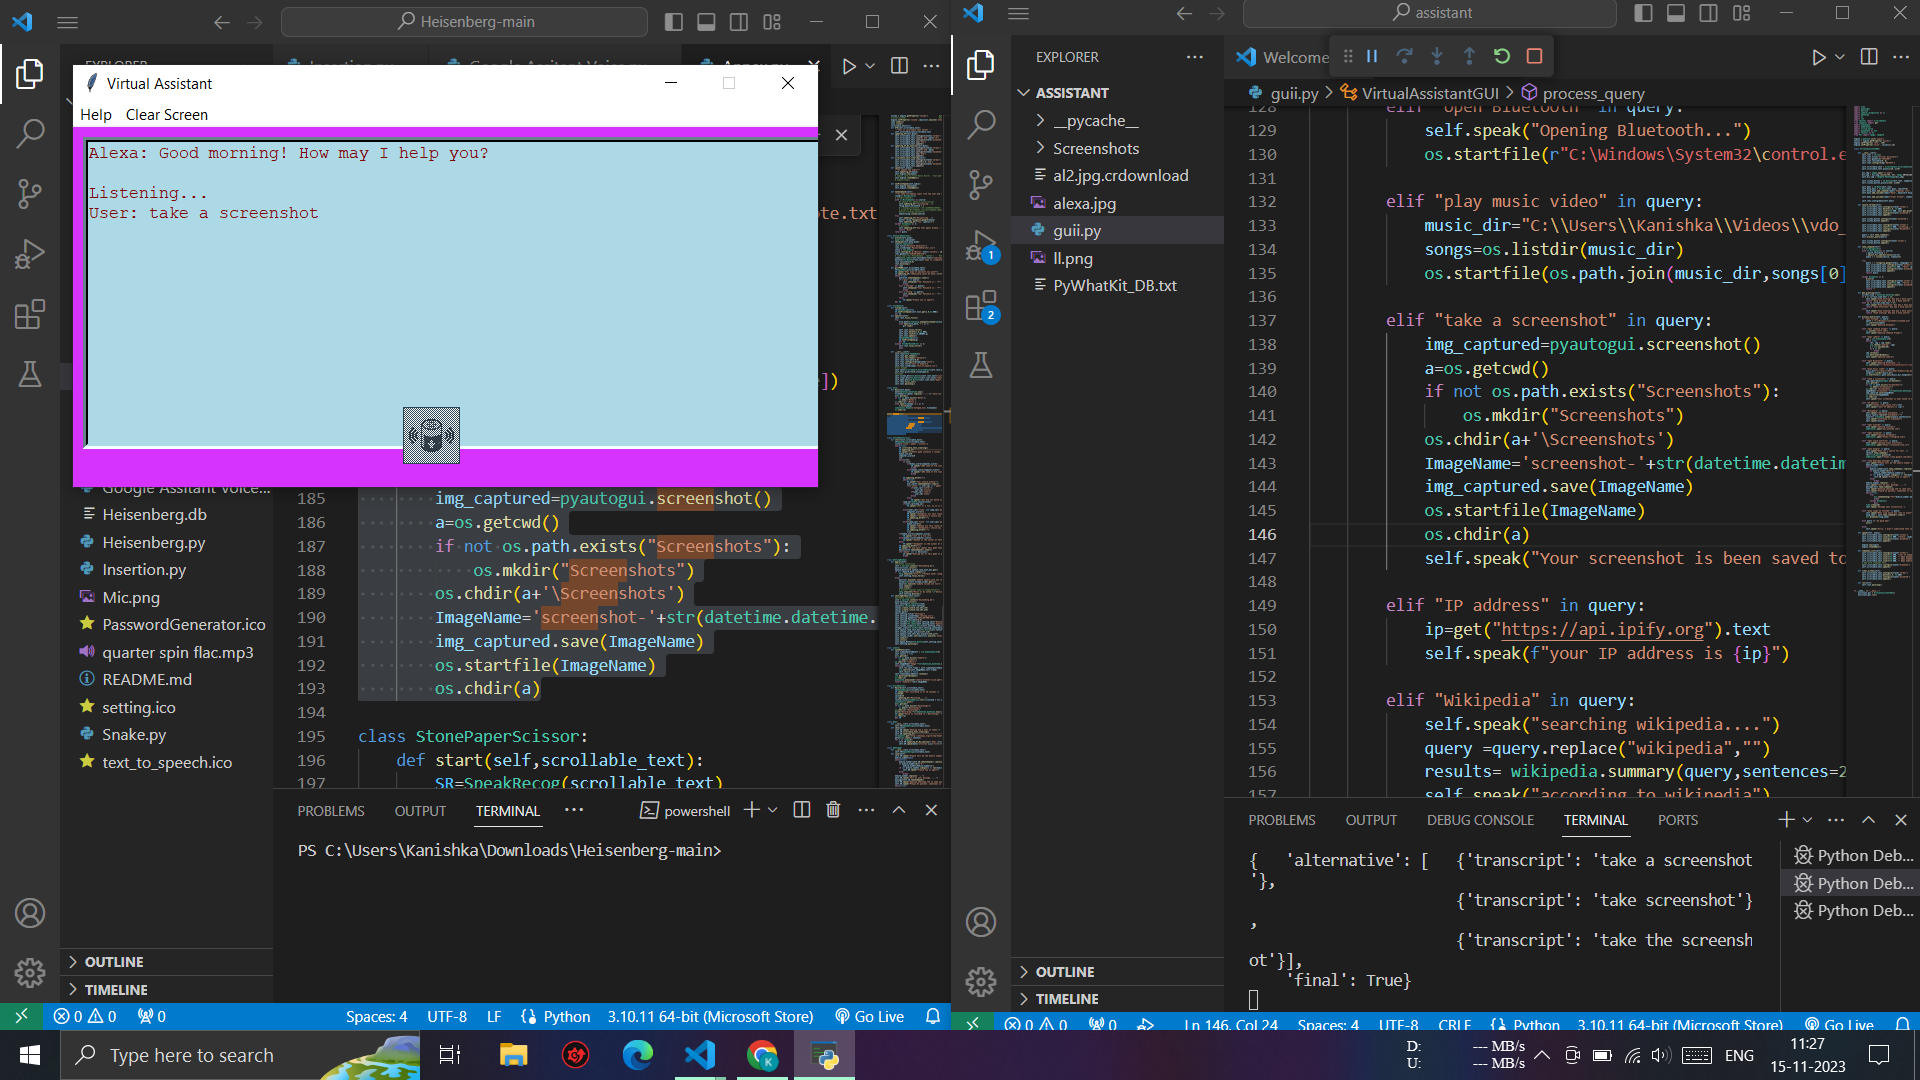 Heisenberg-main
Virtual Assistant
Help Clear Screen
Alexa: Good morning! How may I help you?
Listening...
User: take a screenshot
ote.txt
])
Google Assitant Voice...
Heisenberg.db
Heisenberg.py
Insertion.py
Mic.png
PasswordGenerator.ico
quarter spin flac.mp3
README.md
setting.ico
Snake.py
text_to_speech.ico
OUTLINE
TIMELINE
185 img_captured=pyautogui.screenshot()
186 a=os.getcwd()
187 if not os.path.exists("Screenshots"):
188 os.mkdir("Screenshots")
189 os.chdir(a+'\Screenshots')
190 ImageName='screenshot-'+str(datetime.datetime.
191 img_captured.save(ImageName)
192 os.startfile(ImageName)
193 os.chdir(a)
194
195 class StonePaperScissor:
196 def start(self,scrollable_text):
197 SR=SpeakRecog(scrollable_text)
PROBLEMS OUTPUT TERMINAL ··· powershell
PS C:\Users\Kanishka\Downloads\Heisenberg-main>
0 0 0 Spaces: 4 UTF-8 LF Python 3.10.11 64-bit (Microsoft Store) Go Live
assistant
EXPLORER
Welcome
ASSISTANT
__pycache__
Screenshots
al2.jpg.crdownload
alexa.jpg
guii.py
ll.png
PyWhatKit_DB.txt
1
2
OUTLINE
TIMELINE
guii.py > VirtualAssistantGUI > process_query
128 elif "open Bluetooth" in query:
129 self.speak("Opening Bluetooth...")
130 os.startfile(r"C:\Windows\System32\control.e
131
132 elif "play music video" in query:
133 music_dir="C:\\Users\\Kanishka\\Videos\\vdo_
134 songs=os.listdir(music_dir)
135 os.startfile(os.path.join(music_dir,songs[0]
136
137 elif "take a screenshot" in query:
138 img_captured=pyautogui.screenshot()
139 a=os.getcwd()
140 if not os.path.exists("Screenshots"):
141 os.mkdir("Screenshots")
142 os.chdir(a+'\Screenshots')
143 ImageName='screenshot-'+str(datetime.datetim
144 img_captured.save(ImageName)
145 os.startfile(ImageName)
146 os.chdir(a)
147 self.speak("Your screenshot is been saved to
148
149 elif "IP address" in query:
150 ip=get("https://api.ipify.org").text
151 self.speak(f"your IP address is {ip}")
152
153 elif "Wikipedia" in query:
154 self.speak("searching wikipedia....")
155 query =query.replace("wikipedia","")
156 results= wikipedia.summary(query,sentences=2
157 self.speak("according to wikipedia")
PROBLEMS OUTPUT DEBUG CONSOLE TERMINAL PORTS
{ 'alternative': [ {'transcript': 'take a screenshot
'},
{'transcript': 'take screenshot'}
,
{'transcript': 'take the screensh
ot'}],
'final': True}
Python Deb...
Python Deb...
Python Deb...
0 0 0 Ln 146, Col 24 Spaces: 4 UTF-8 CRLF Python 3.10.11 64-bit (Microsoft Store) Go Live
Type here to search
D: --- MB/s
U: --- MB/s
ENG
11:27
15-11-2023